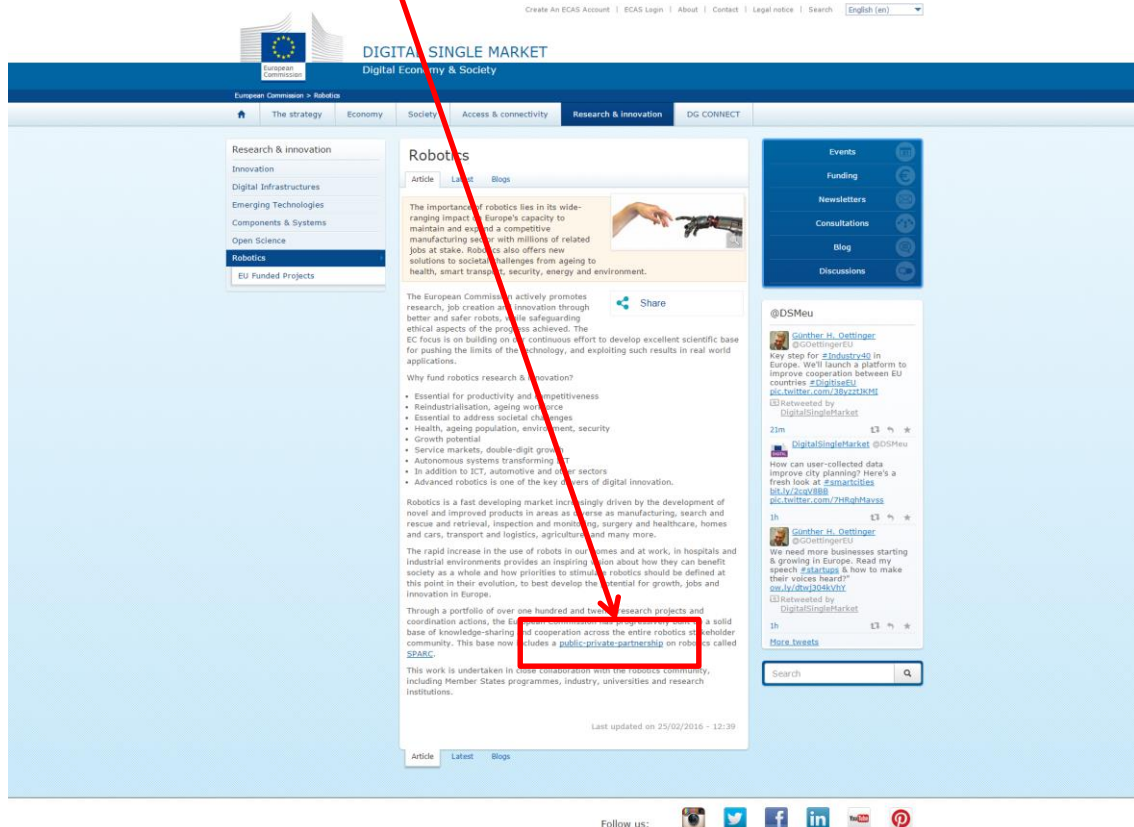 Create An ECAS Account | ECAS Login | About | Contact | Legal notice | Search English (en)
European
Commission
DIGITAL SINGLE MARKET
Digital Economy & Society
European Commission > Robotics
The strategy Economy Society Access & connectivity Research & innovation DG CONNECT
Research & innovation
Innovation
Digital Infrastructures
Emerging Technologies
Components & Systems
Open Science
Robotics
EU Funded Projects
Robotics
Article Latest Blogs
The importance of robotics lies in its wide-
ranging impact on Europe's capacity to
maintain and expand a competitive
manufacturing sector with millions of related
jobs at stake. Robotics also offers new
solutions to societal challenges from ageing to
health, smart transport, security, energy and environment.
Share
The European Commission actively promotes
research, job creation and innovation through
better and safer robots, while safeguarding
ethical aspects of the progress achieved. The
EC focus is on building on our continuous effort to develop excellent scientific base
for pushing the limits of the technology, and exploiting such results in real world
applications.
Why fund robotics research & innovation?
• Essential for productivity and competitiveness
• Reindustrialisation, ageing workforce
• Essential to address societal challenges
• Health, ageing population, environment, security
• Growth potential
• Service markets, double-digit growth
• Autonomous systems transforming ICT
• In addition to ICT, automotive and other sectors
• Advanced robotics is one of the key drivers of digital innovation.
Robotics is a fast developing market increasingly driven by the development of
novel and improved products in areas as diverse as manufacturing, search and
rescue and retrieval, inspection and monitoring, surgery and healthcare, homes
and cars, transport and logistics, agriculture and many more.
The rapid increase in the use of robots in our homes and at work, in hospitals and
industrial environments provides an inspiring vision about how they can benefit
society as a whole and how priorities to stimulate robotics should be defined at
this point in their evolution, to best develop the potential for growth, jobs and
innovation in Europe.
Through a portfolio of over one hundred and twenty research projects and
coordination actions, the European Commission has progressively built up a solid
base of knowledge-sharing and cooperation across the entire robotics stakeholder
community. This base now includes a public-private-partnership on robotics called
SPARC.
This work is undertaken in close collaboration with the robotics community,
including Member States programmes, industry, universities and research
institutions.
Last updated on 25/02/2016 - 12:39
Article Latest Blogs
Events
Funding
Newsletters
Consultations
Blog
Discussions
@DSMeu
Günther H. Oettinger
@GOettingerEU
Key step for #Industry40 in
Europe. We'll launch a platform to
improve cooperation between EU
countries #DigitiseEU
pic.twitter.com/38yzztJKMI
Retweeted by
DigitalSingleMarket
21m
DigitalSingleMarket @DSMeu
How can user-collected data
improve city planning? Here's a
fresh look at #smartcities
bit.ly/2cqV8BB
pic.twitter.com/7HRqhMavss
1h
Günther H. Oettinger
@GOettingerEU
We need more businesses starting
& growing in Europe. Read my
speech #startups & how to make
their voices heard?"
ow.ly/dtwj304kVhY
Retweeted by
DigitalSingleMarket
1h
More tweets
Search
Follow us:
in
You Tube